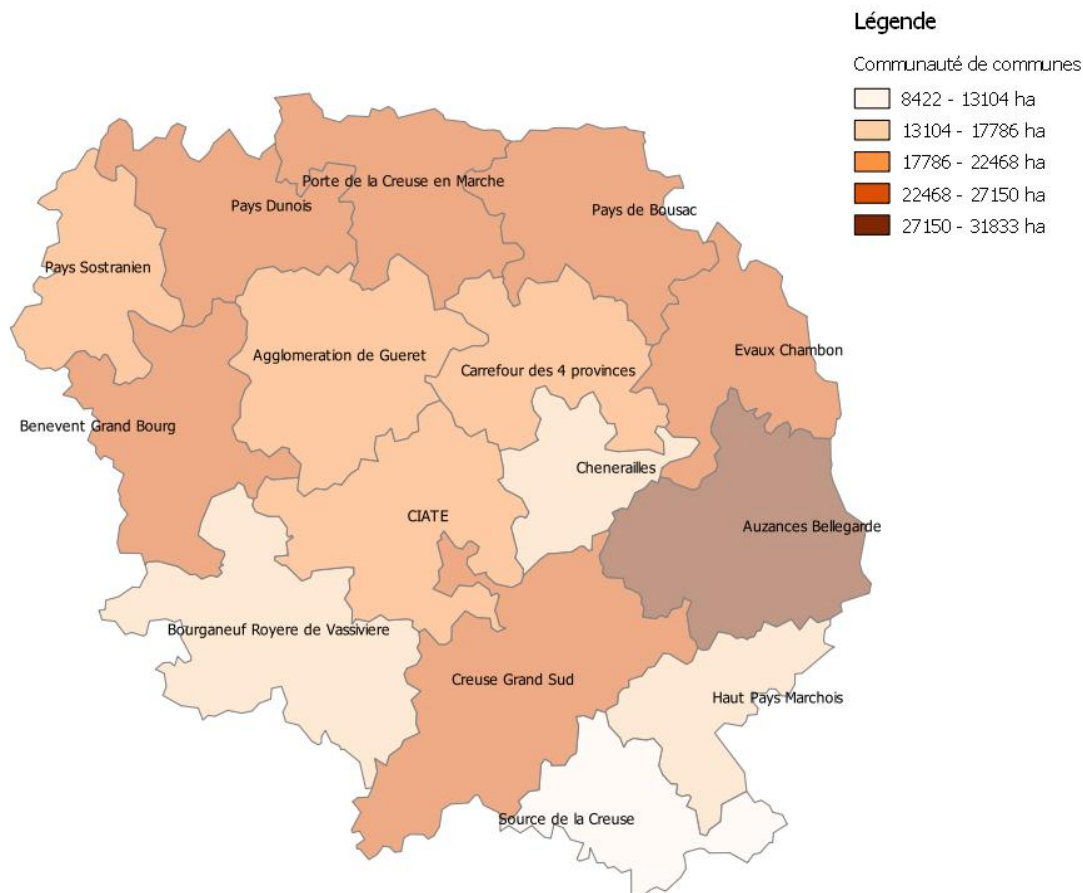 Légende
Communauté de communes
8422 - 13104 ha
13104 - 17786 ha
17786 - 22468 ha
22468 - 27150 ha
27150 - 31833 ha
Porte de la Creuse en Marche
Pays Dunois
Pays de Bousac
Pays Sostranien
Agglomeration de Gueret
Evaux Chambon
Carrefour des 4 provinces
Benevent Grand Bourg
Chenerailles
CIATE
Auzances Bellegarde
Bourganeuf Royere de Vassiviere
Creuse Grand Sud
Haut Pays Marchois
Source de la Creuse